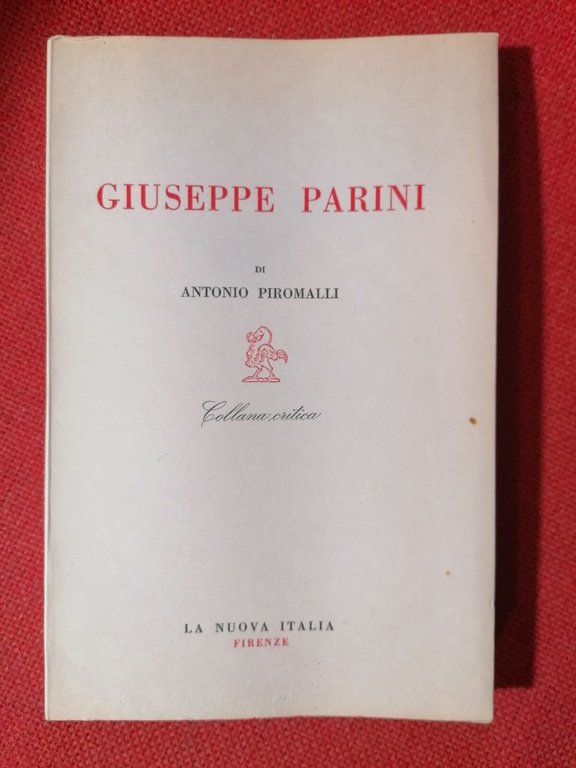 GIUSEPPE PARINI
DI
ANTONIO PIROMALLI
Collana critica
LA NUOVA ITALIA
FIRENZE